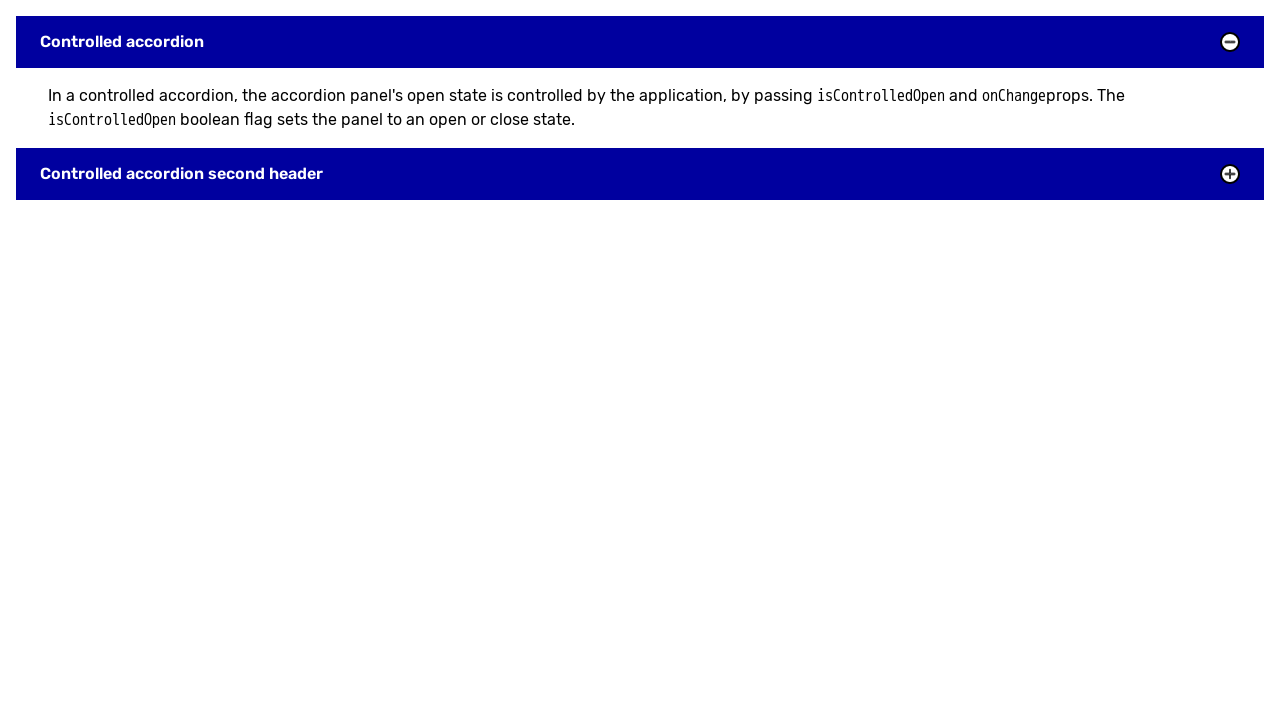 Controlled accordion
In a controlled accordion, the accordion panel's open state is controlled by the application, by passing isControlledOpen and onChangeprops. The
isControlledOpen boolean flag sets the panel to an open or close state.
Controlled accordion second header